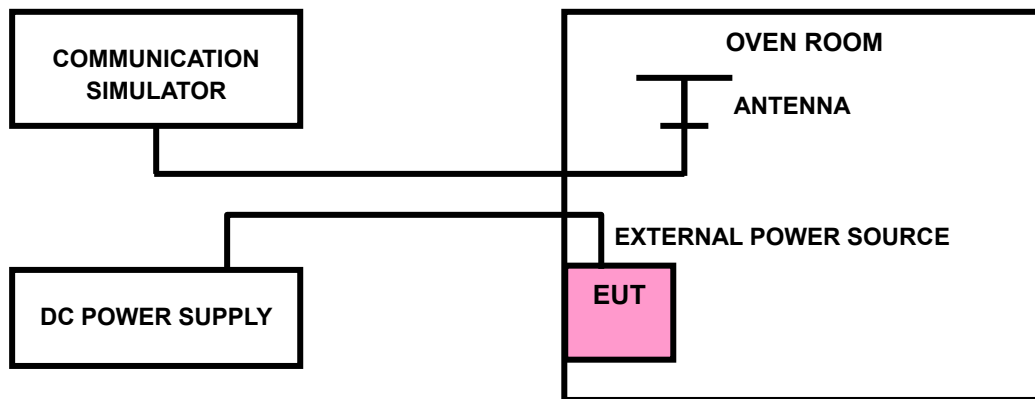 COMMUNICATION
SIMULATOR
OVEN ROOM
ANTENNA
EXTERNAL POWER SOURCE
DC POWER SUPPLY
EUT